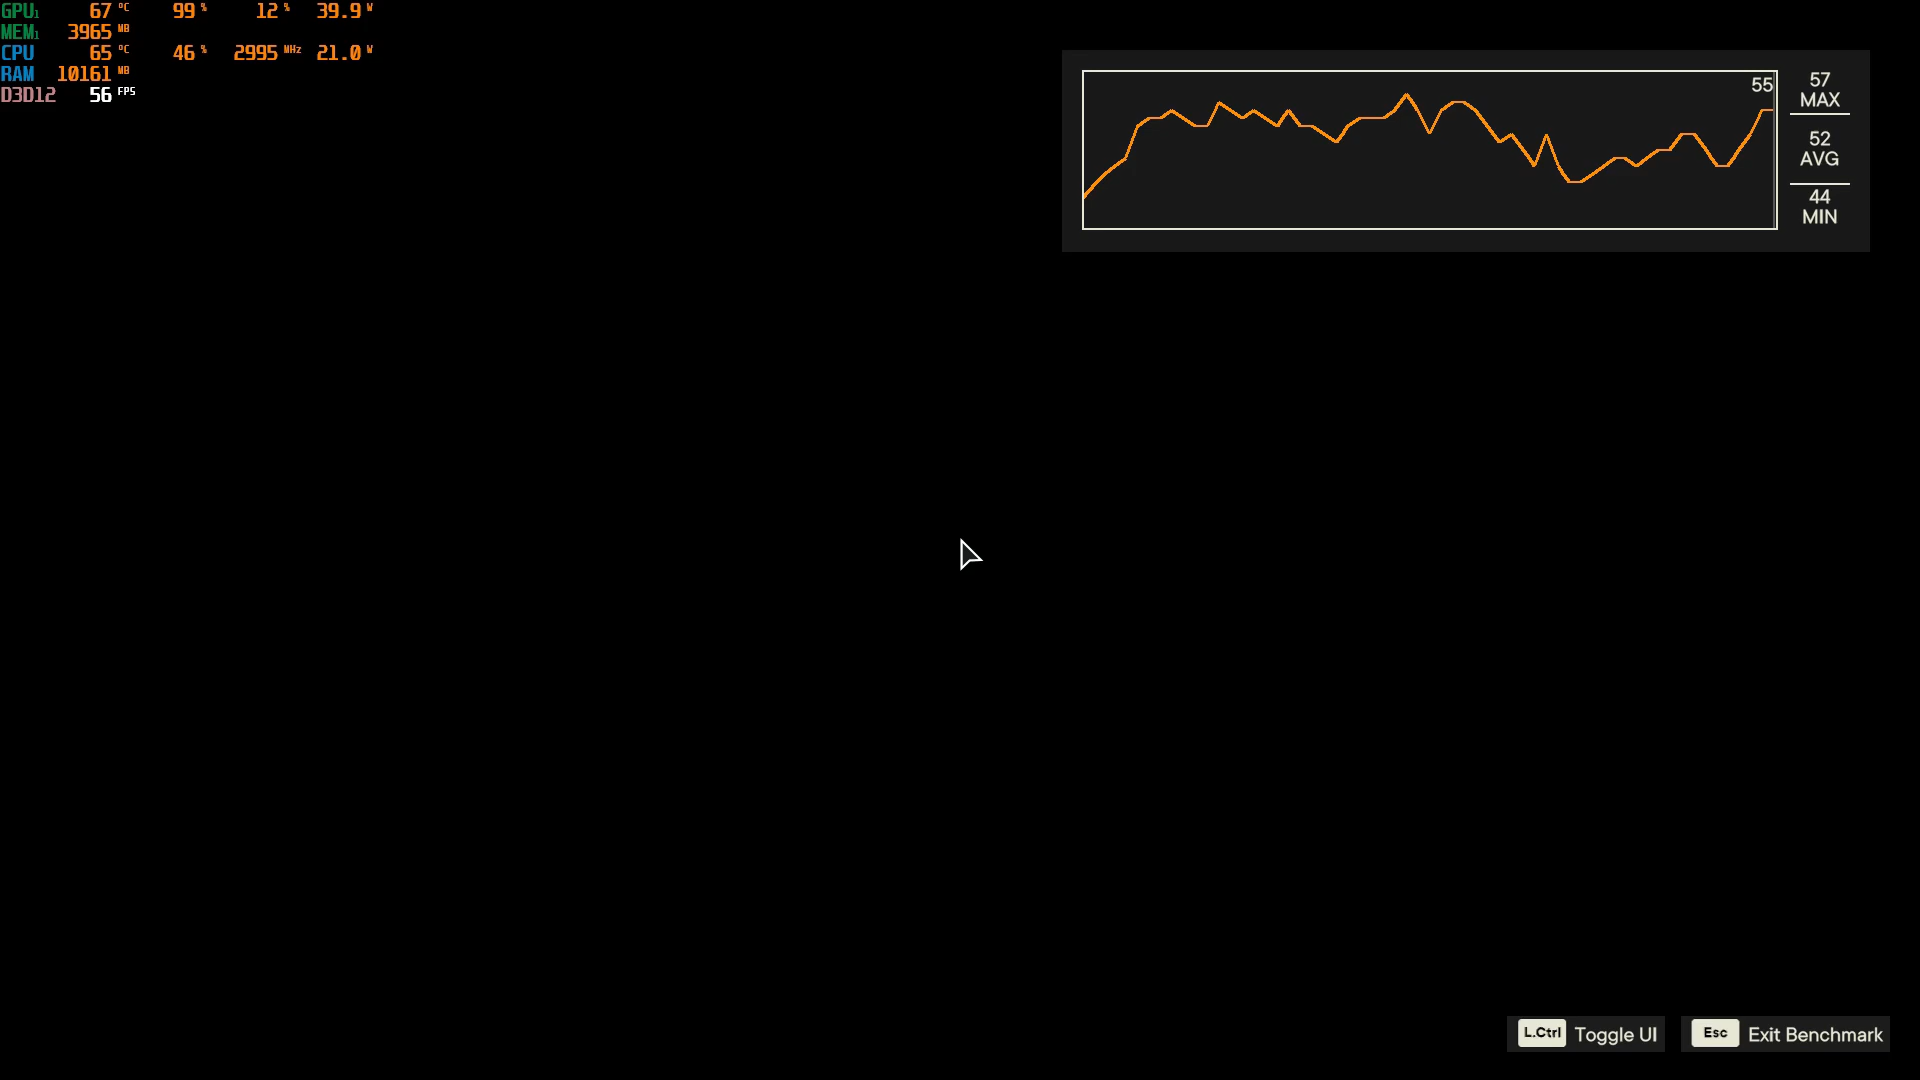 GPU1 67 °C 99 % 12 % 39.9 W
MEM1 3965 MB
CPU 65 °C 46 % 2995 MHz 21.0 W
RAM 10161 MB
D3D12 56 FPS
55
57
MAX
52
AVG
44
MIN
L.Ctrl Toggle UI Esc Exit Benchmark